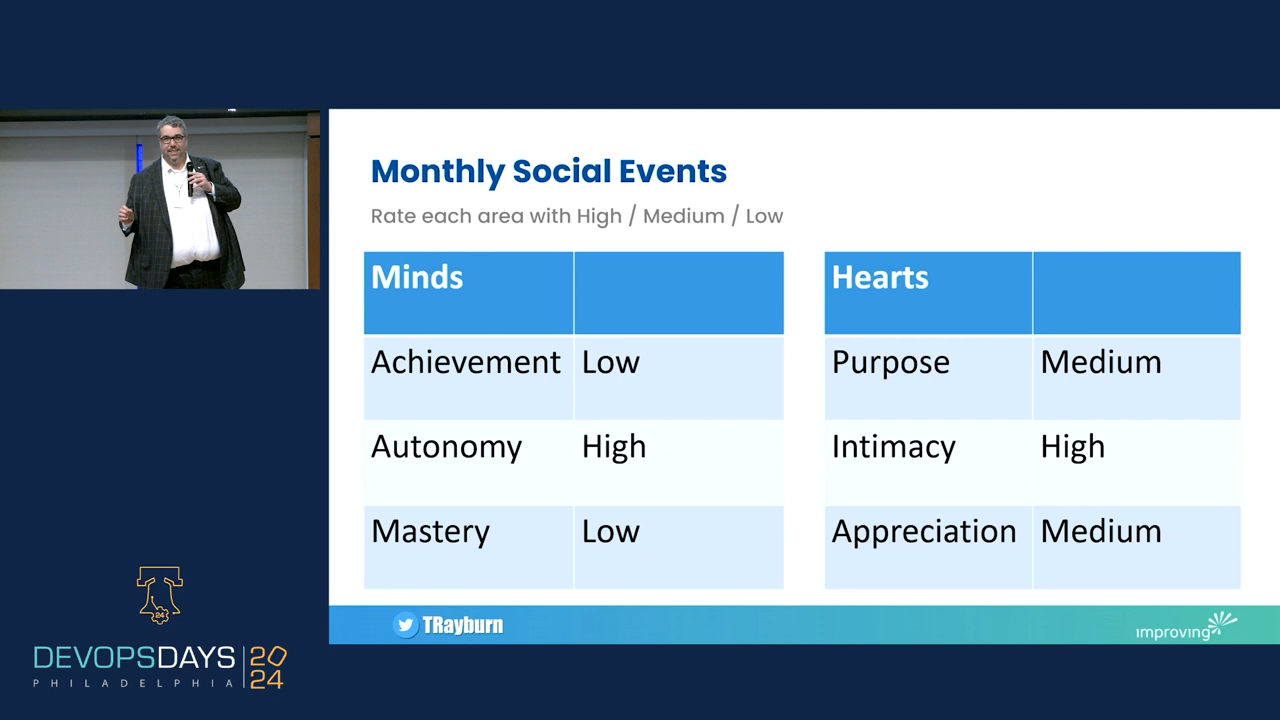 Monthly Social Events
Rate each area with High / Medium / Low
Minds
Achievement Low
Autonomy High
Mastery Low
Hearts
Purpose Medium
Intimacy High
Appreciation Medium
TRayburn
improving
24
DEVOPSDAYS 2024
PHILADELPHIA